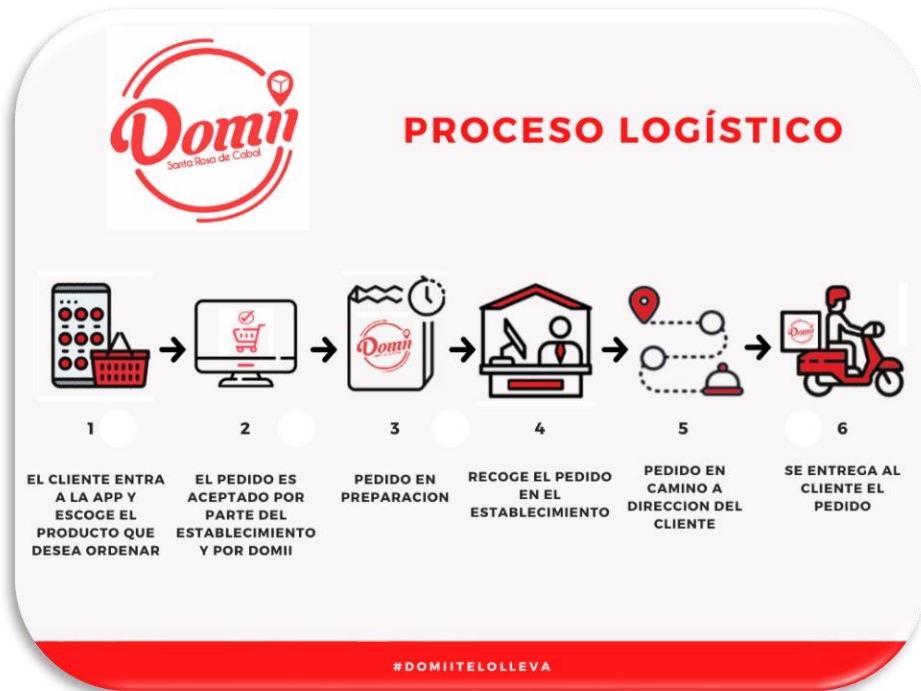 Domii
Santa Rosa de Cabal
PROCESO LOGÍSTICO
Domii
Domii
1
EL CLIENTE ENTRA
A LA APP Y
ESCOGE EL
PRODUCTO QUE
DESEA ORDENAR
2
EL PEDIDO ES
ACEPTADO POR
PARTE DEL
ESTABLECIMIENTO
Y POR DOMII
3
PEDIDO EN
PREPARACION
4
RECOGE EL PEDIDO
EN EL
ESTABLECIMIENTO
5
PEDIDO EN
CAMINO A
DIRECCION DEL
CLIENTE
6
SE ENTREGA AL
CLIENTE EL
PEDIDO
#DOMIITELOLLEVA